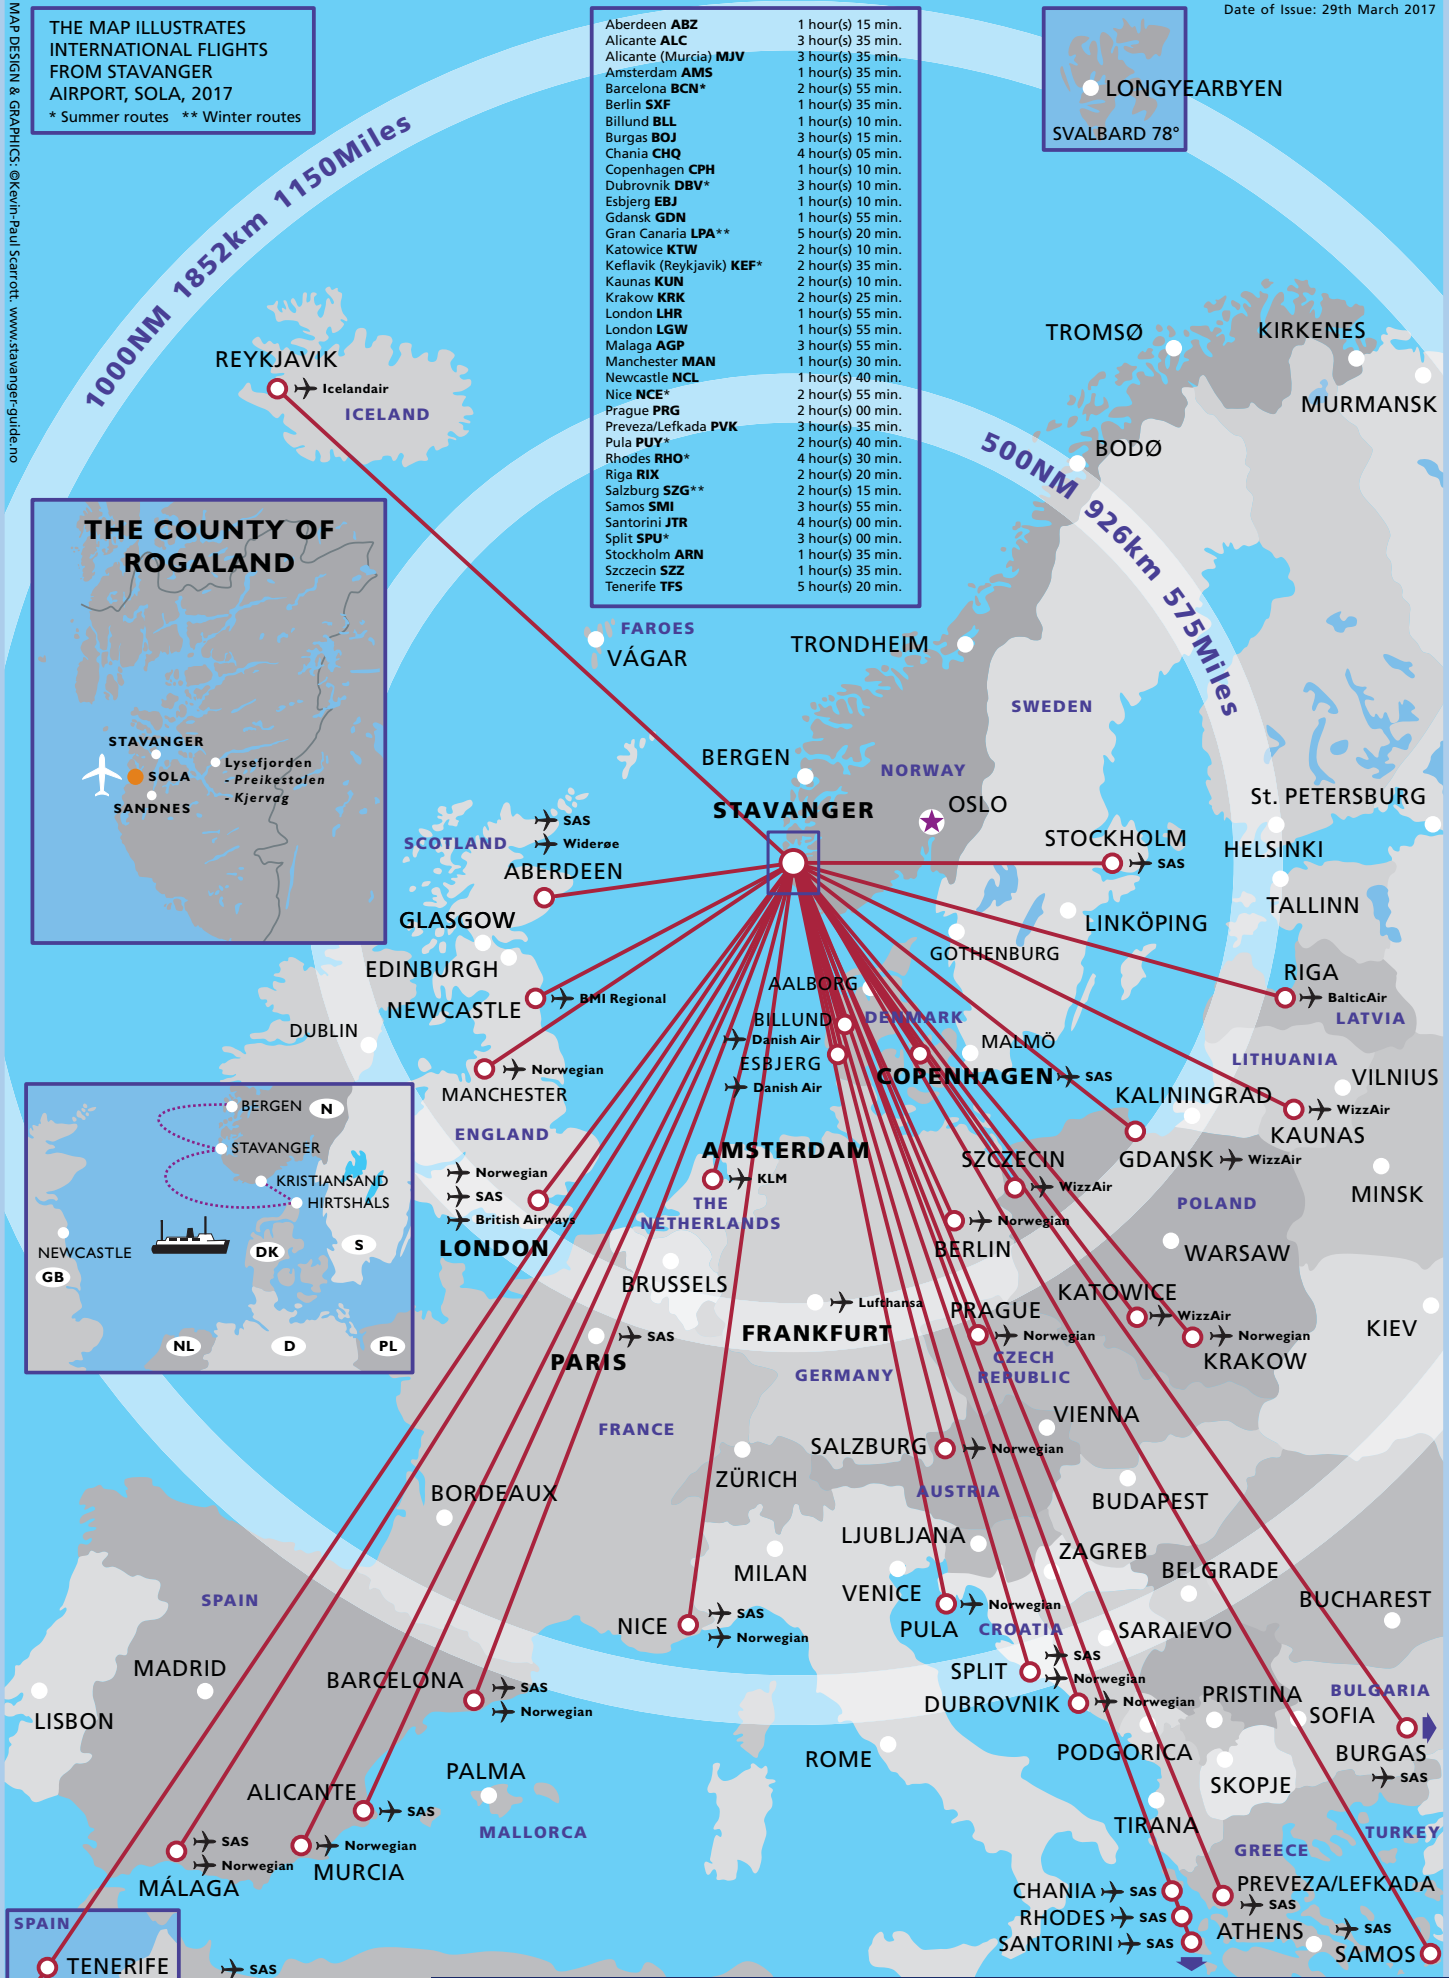 MAP DESIGN & GRAPHICS: ©Kevin-Paul Scarrott. www.stavanger-guide.no
THE MAP ILLUSTRATES
INTERNATIONAL FLIGHTS
FROM STAVANGER
AIRPORT, SOLA, 2017
* Summer routes ** Winter routes
Aberdeen ABZ 1 hour(s) 15 min.
Alicante ALC 3 hour(s) 35 min.
Alicante (Murcia) MJV 3 hour(s) 35 min.
Amsterdam AMS 1 hour(s) 35 min.
Barcelona BCN* 2 hour(s) 55 min.
Berlin SXF 1 hour(s) 35 min.
Billund BLL 1 hour(s) 10 min.
Burgas BOJ 3 hour(s) 15 min.
Chania CHQ 4 hour(s) 05 min.
Copenhagen CPH 1 hour(s) 10 min.
Dubrovnik DBV* 3 hour(s) 10 min.
Esbjerg EBJ 1 hour(s) 10 min.
Gdansk GDN 1 hour(s) 55 min.
Gran Canaria LPA** 5 hour(s) 20 min.
Katowice KTW 2 hour(s) 10 min.
Keflavik (Reykjavik) KEF* 2 hour(s) 35 min.
Kaunas KUN 2 hour(s) 10 min.
Krakow KRK 2 hour(s) 25 min.
London LHR 1 hour(s) 55 min.
London LGW 1 hour(s) 55 min.
Malaga AGP 3 hour(s) 55 min.
Manchester MAN 1 hour(s) 30 min.
Newcastle NCL 1 hour(s) 40 min.
Nice NCE* 2 hour(s) 55 min.
Prague PRG 2 hour(s) 00 min.
Preveza/Lefkada PVK 3 hour(s) 35 min.
Pula PUY* 2 hour(s) 40 min.
Rhodes RHO* 4 hour(s) 30 min.
Riga RIX 2 hour(s) 20 min.
Salzburg SZG** 2 hour(s) 15 min.
Samos SMI 3 hour(s) 55 min.
Santorini JTR 4 hour(s) 00 min.
Split SPU* 3 hour(s) 00 min.
Stockholm ARN 1 hour(s) 35 min.
Szczecin SZZ 1 hour(s) 35 min.
Tenerife TFS 5 hour(s) 20 min.
Date of Issue: 29th March 2017
LONGYEARBYEN
SVALBARD 78°
1000NM 1852km 1150Miles
500NM 926km 575Miles
REYKJAVIK
Icelandair
ICELAND
TROMSØ
KIRKENES
MURMANSK
BODØ
THE COUNTY OF
ROGALAND
STAVANGER
SOLA
SANDNES
Lysefjorden
- Preikestolen
- Kjervag
FAROES
VÁGAR
TRONDHEIM
SWEDEN
BERGEN
NORWAY
STAVANGER
OSLO
St. PETERSBURG
SCOTLAND
SAS
Widerøe
ABERDEEN
STOCKHOLM
SAS
HELSINKI
TALLINN
GLASGOW
EDINBURGH
LINKÖPING
GOTHENBURG
NEWCASTLE
BMI Regional
AALBORG
RIGA
BalticAir
LATVIA
DUBLIN
BILLUND
Danish Air
DENMARK
MALMÖ
ESBJERG
Danish Air
COPENHAGEN
SAS
LITHUANIA
VILNIUS
Norwegian
MANCHESTER
KALININGRAD
WizzAir
KAUNAS
ENGLAND
AMSTERDAM
KLM
SZCZECIN
WizzAir
GDANSK
WizzAir
MINSK
Norwegian
SAS
British Airways
LONDON
THE
NETHERLANDS
POLAND
Norwegian
BERLIN
WARSAW
BERGEN
N
STAVANGER
KRISTIANSAND
HIRTSHALS
NEWCASTLE
GB
DK
S
NL
D
PL
BRUSSELS
Lufthansa
FRANKFURT
PRAGUE
Norwegian
CZECH
REPUBLIC
KATOWICE
WizzAir
Norwegian
KRAKOW
KIEV
SAS
PARIS
GERMANY
FRANCE
VIENNA
SALZBURG
Norwegian
ZÜRICH
AUSTRIA
BUDAPEST
BORDEAUX
LJUBLJANA
ZAGREB
MILAN
BELGRADE
VENICE
Norwegian
PULA
CROATIA
BUCHAREST
SPAIN
NICE
SAS
Norwegian
SARAIEVO
MADRID
BARCELONA
SAS
Norwegian
SPLIT
SAS
Norwegian
DUBROVNIK
Norwegian
PRISTINA
BULGARIA
SOFIA
LISBON
ROME
PODGORICA
BURGAS
SAS
SKOPJE
PALMA
ALICANTE
SAS
MALLORCA
TIRANA
TURKEY
GREECE
SAS
Norwegian
MÁLAGA
Norwegian
MURCIA
CHANIA
SAS
PREVEZA/LEFKADA
SAS
RHODES
SAS
ATHENS
SAS
SANTORINI
SAS
SAMOS
SPAIN
TENERIFE
SAS